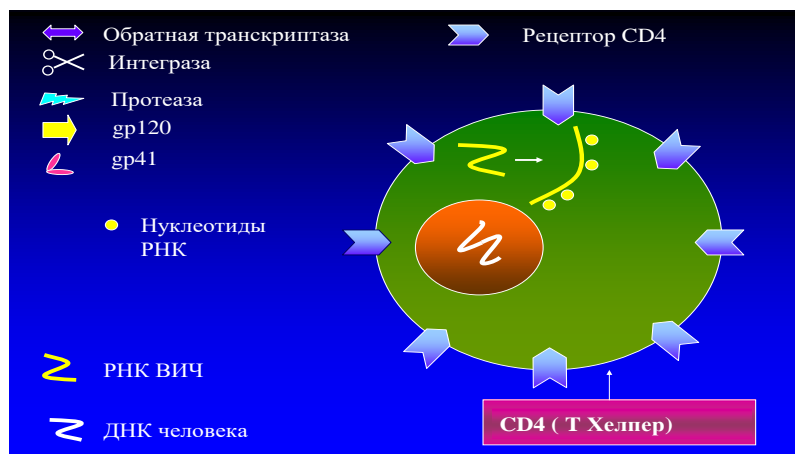 Обратная транскриптаза
Рецептор CD4
Интеграза
Протеаза
gp120
gp41
Нуклеотиды
РНК
РНК ВИЧ
ДНК человека
CD4 ( Т Хелпер)